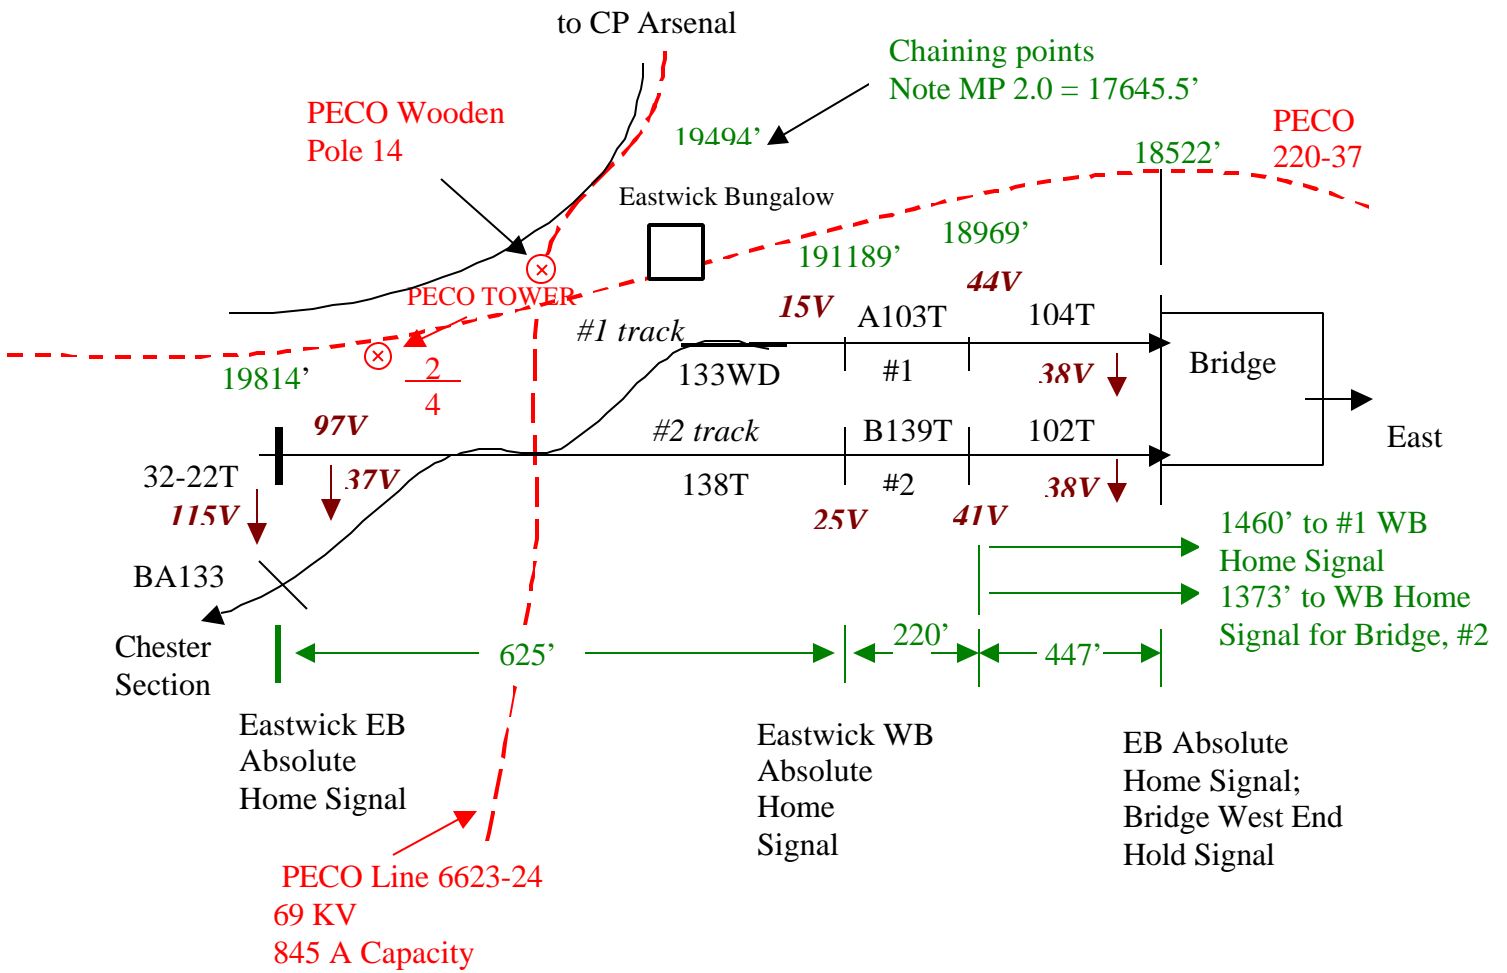 to CP Arsenal
Chaining points
Note MP 2.0 = 17645.5’
PECO Wooden
Pole 14
19494’
PECO
220-37
18522’
Eastwick Bungalow
18969’
191189’
44V
PECO TOWER
15V
A103T
104T
#1 track
Bridge
133WD
#1
38V
19814’
2
4
97V
#2 track
B139T
102T
East
32-22T
37V
138T
#2
38V
115V
25V
41V
1460’ to #1 WB
Home Signal
1373’ to WB Home
Signal for Bridge, #2
BA133
Chester
Section
625’
220’
447’
Eastwick EB
Absolute
Home Signal
Eastwick WB
Absolute
Home
Signal
EB Absolute
Home Signal;
Bridge West End
Hold Signal
PECO Line 6623-24
69 KV
845 A Capacity